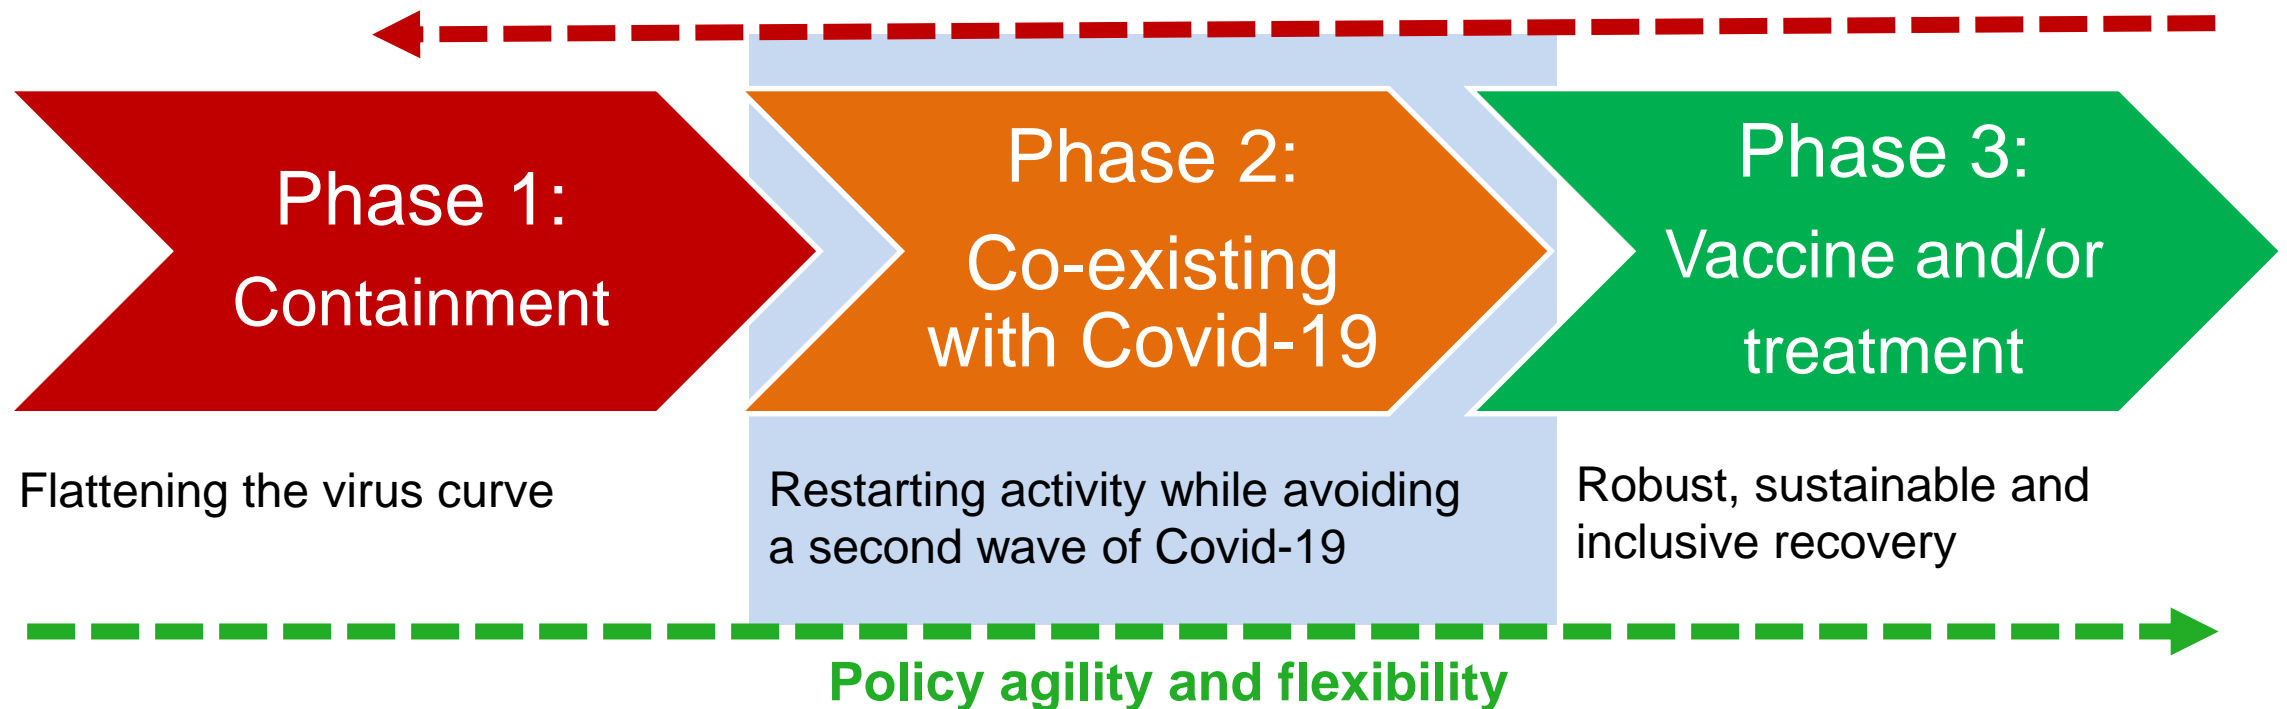 Phase 1:
Containment
Phase 2:
Co-existing
with Covid-19
Phase 3:
Vaccine and/or
treatment
Flattening the virus curve
Restarting activity while avoiding
a second wave of Covid-19
Robust, sustainable and
inclusive recovery
Policy agility and flexibility